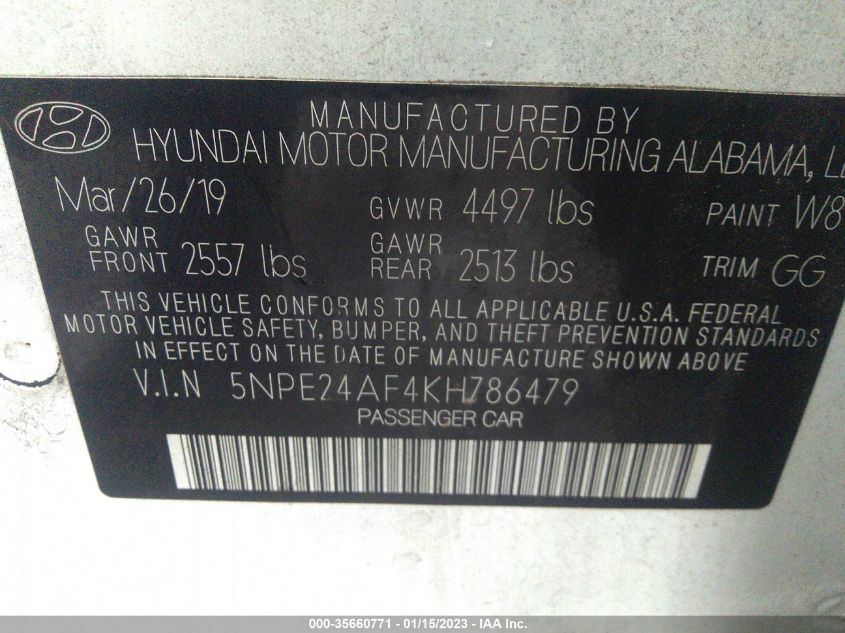 MANUFACTURED BY
HYUNDAI MOTOR MANUFACTURING ALABAMA,
Mar/26/19 GVWR 4497 lbs PAINT W8
GAWR FRONT 2557 lbs GAWR REAR 2513 lbs TRIM GG
THIS VEHICLE CONFORMS TO ALL APPLICABLE U.S.A. FEDERAL
MOTOR VEHICLE SAFETY, BUMPER, AND THEFT PREVENTION STANDARDS
IN EFFECT ON THE DATE OF MANUFACTURE SHOWN ABOVE
V.I.N 5NPE24AF4KH786479
PASSENGER CAR
000-35660771 - 01/15/2023 - IAA Inc.